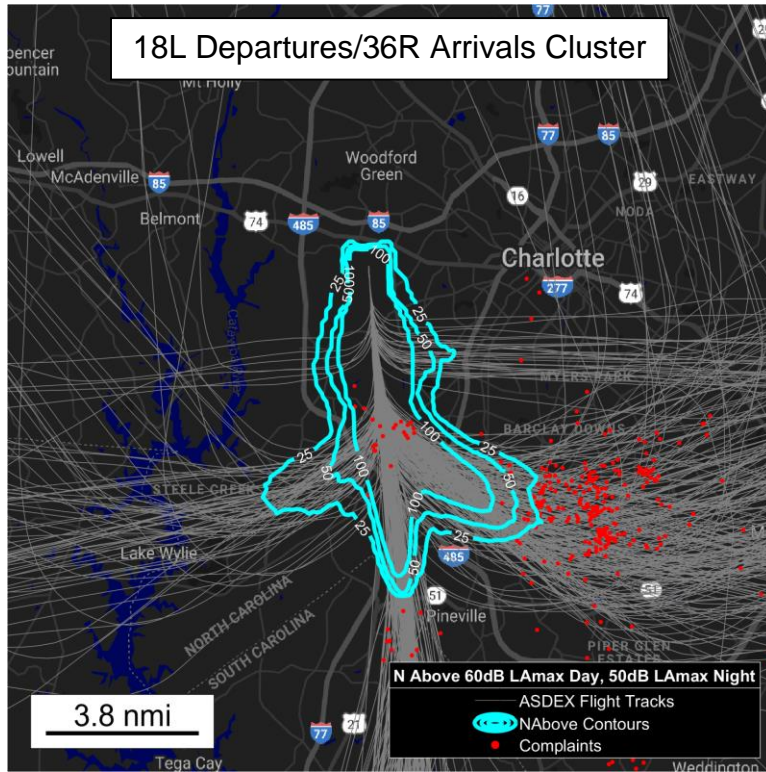 18L Departures/36R Arrivals Cluster
77
Mt Holly
77
85
Lowell
McAdenville
85
Woodford
Green
16
29
EASTWAY
Belmont
74
485
85
NODA
100
Charlotte
25
277
74
25
50
MYERS PARK
BARCLAY DOWNS
100
25
25
50
100
50
STEELE CREEK
100
50
25
25
Lake Wylie
485
50
51
51
NORTH CAROLINA
SOUTH CAROLINA
Pineville
PIPER GLEN
ESTATES
N Above 60dB LAmax Day, 50dB LAmax Night
ASDEX Flight Tracks
NAbove Contours
Complaints
3.8 nmi
77
21
Tega Cay
Weddington